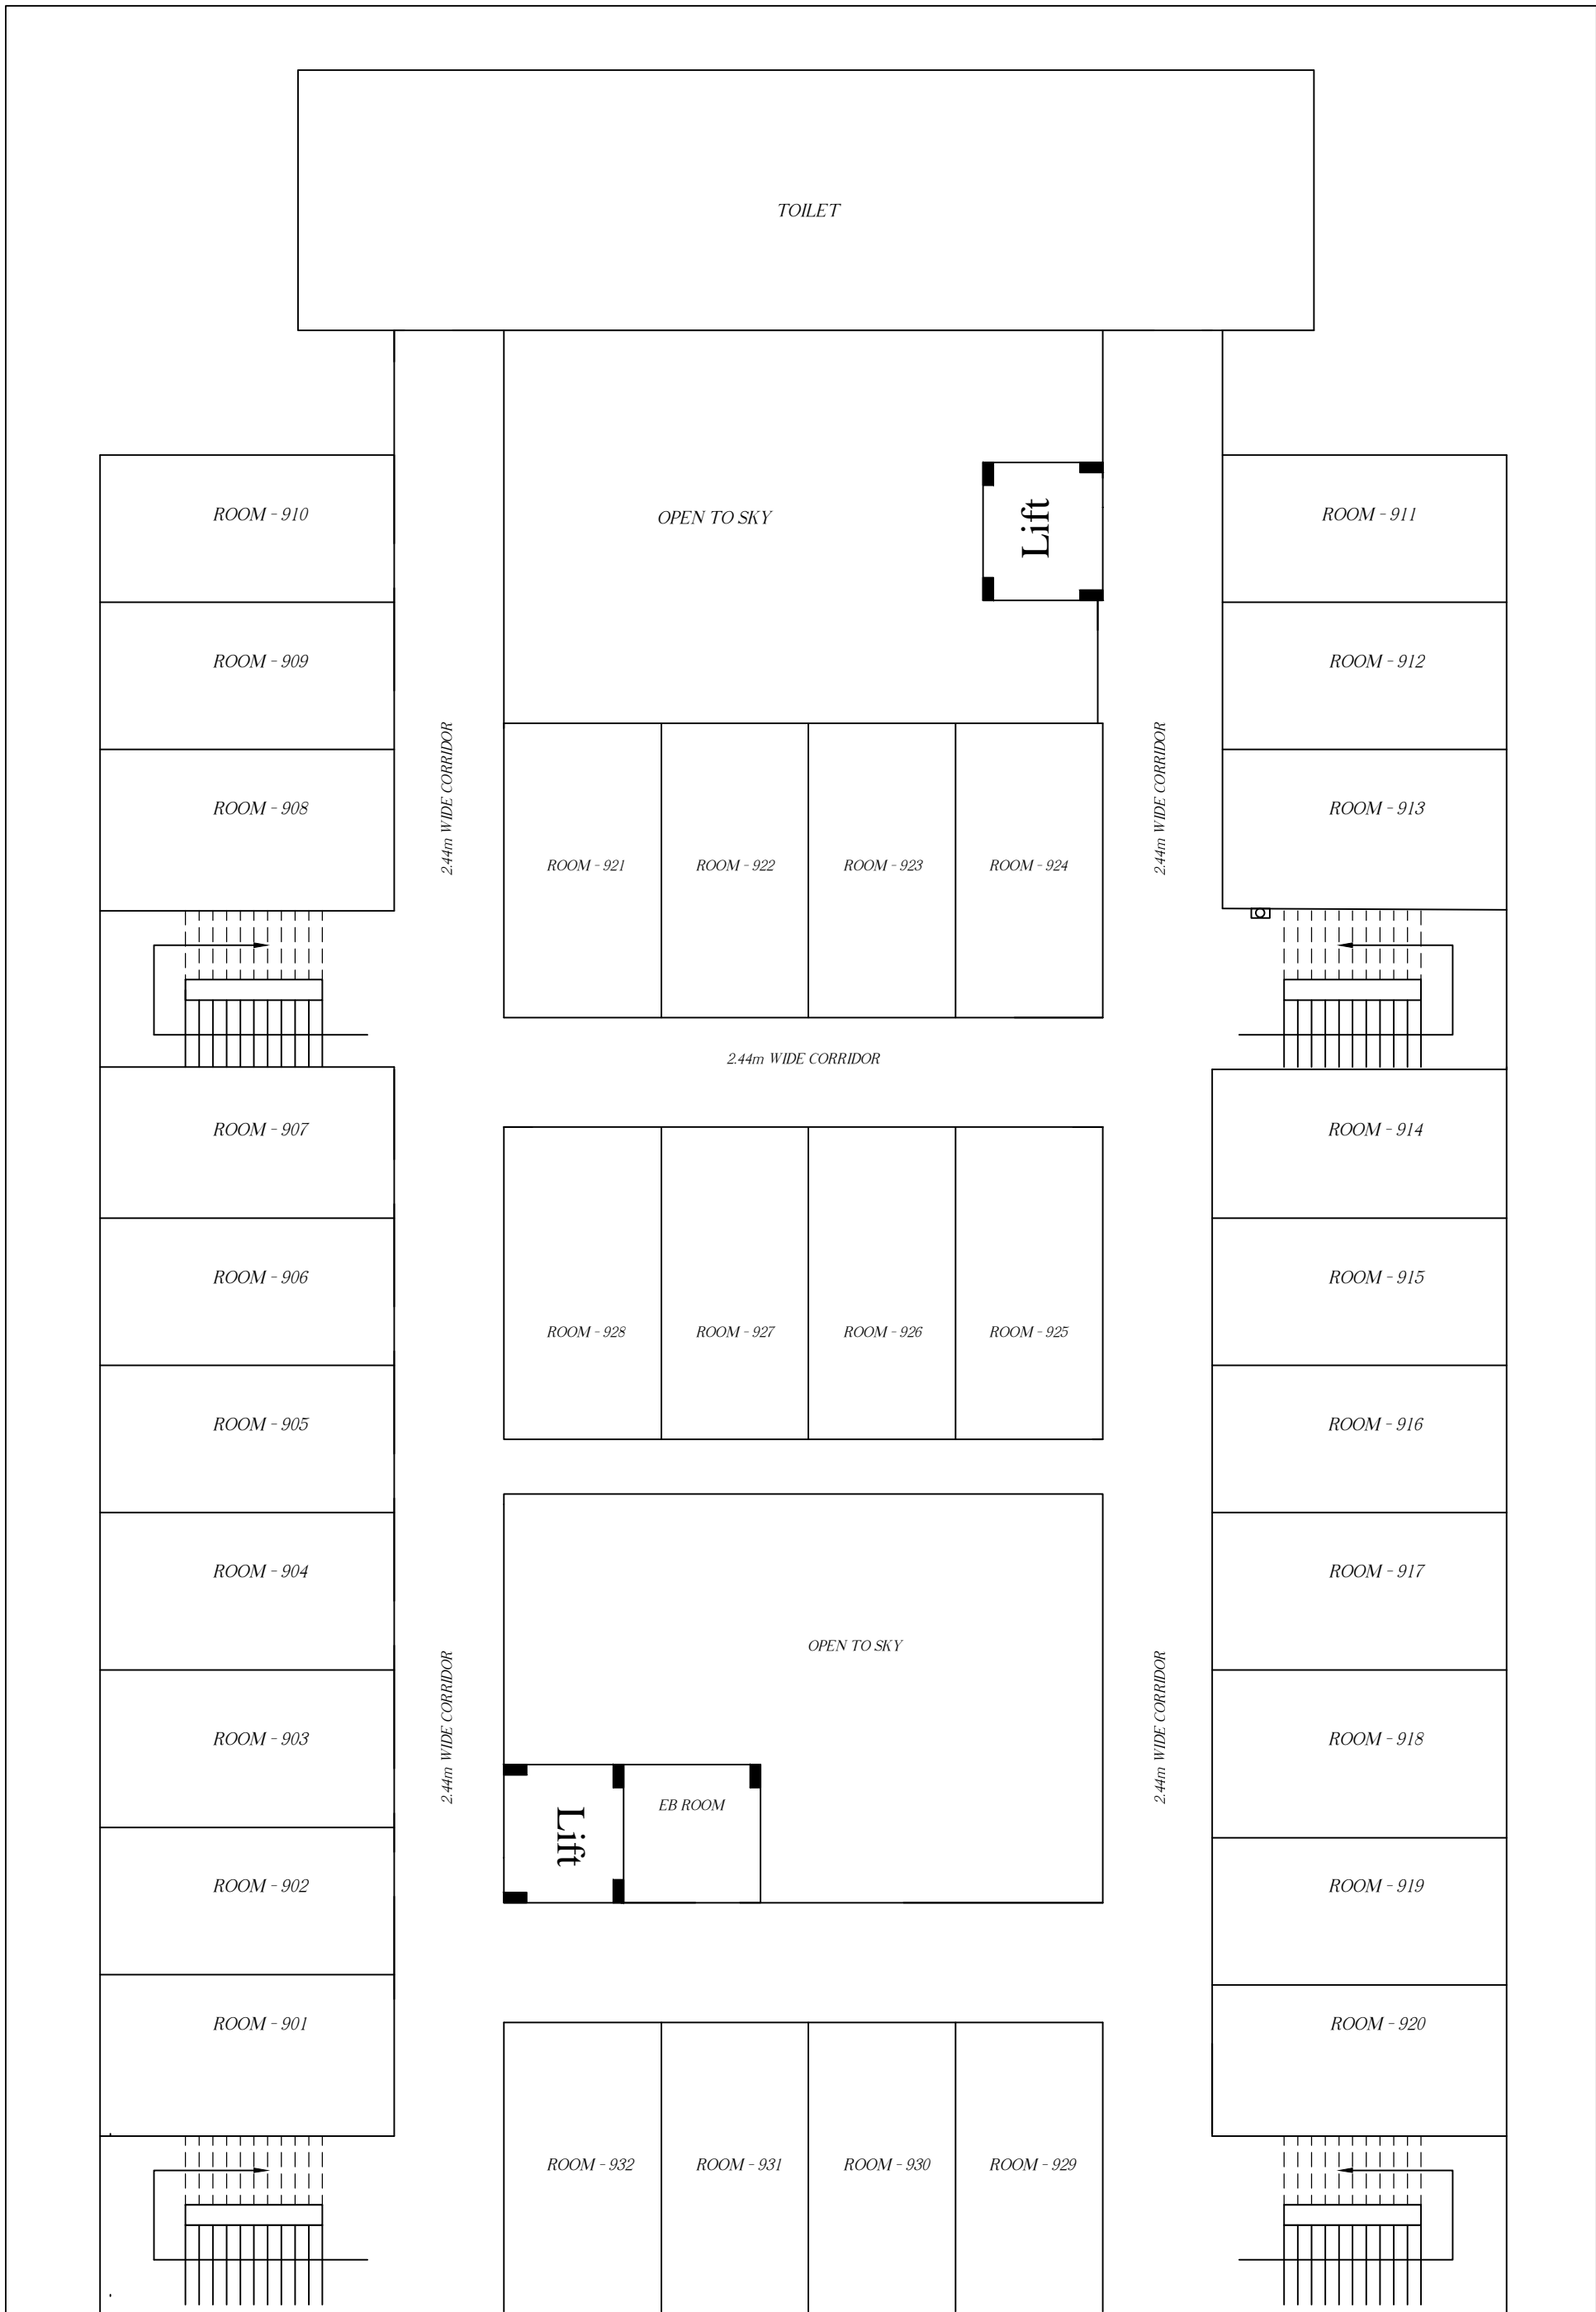 TOILET
ROOM - 910
OPEN TO SKY
Lift
ROOM - 911
ROOM - 909
ROOM - 912
2.44m WIDE CORRIDOR
2.44m WIDE CORRIDOR
ROOM - 908
ROOM - 913
ROOM - 921
ROOM - 922
ROOM - 923
ROOM - 924
2.44m WIDE CORRIDOR
ROOM - 907
ROOM - 914
ROOM - 906
ROOM - 915
ROOM - 928
ROOM - 927
ROOM - 926
ROOM - 925
ROOM - 905
ROOM - 916
ROOM - 904
ROOM - 917
OPEN TO SKY
2.44m WIDE CORRIDOR
2.44m WIDE CORRIDOR
ROOM - 903
ROOM - 918
EB ROOM
Lift
ROOM - 902
ROOM - 919
ROOM - 901
ROOM - 920
ROOM - 932
ROOM - 931
ROOM - 930
ROOM - 929